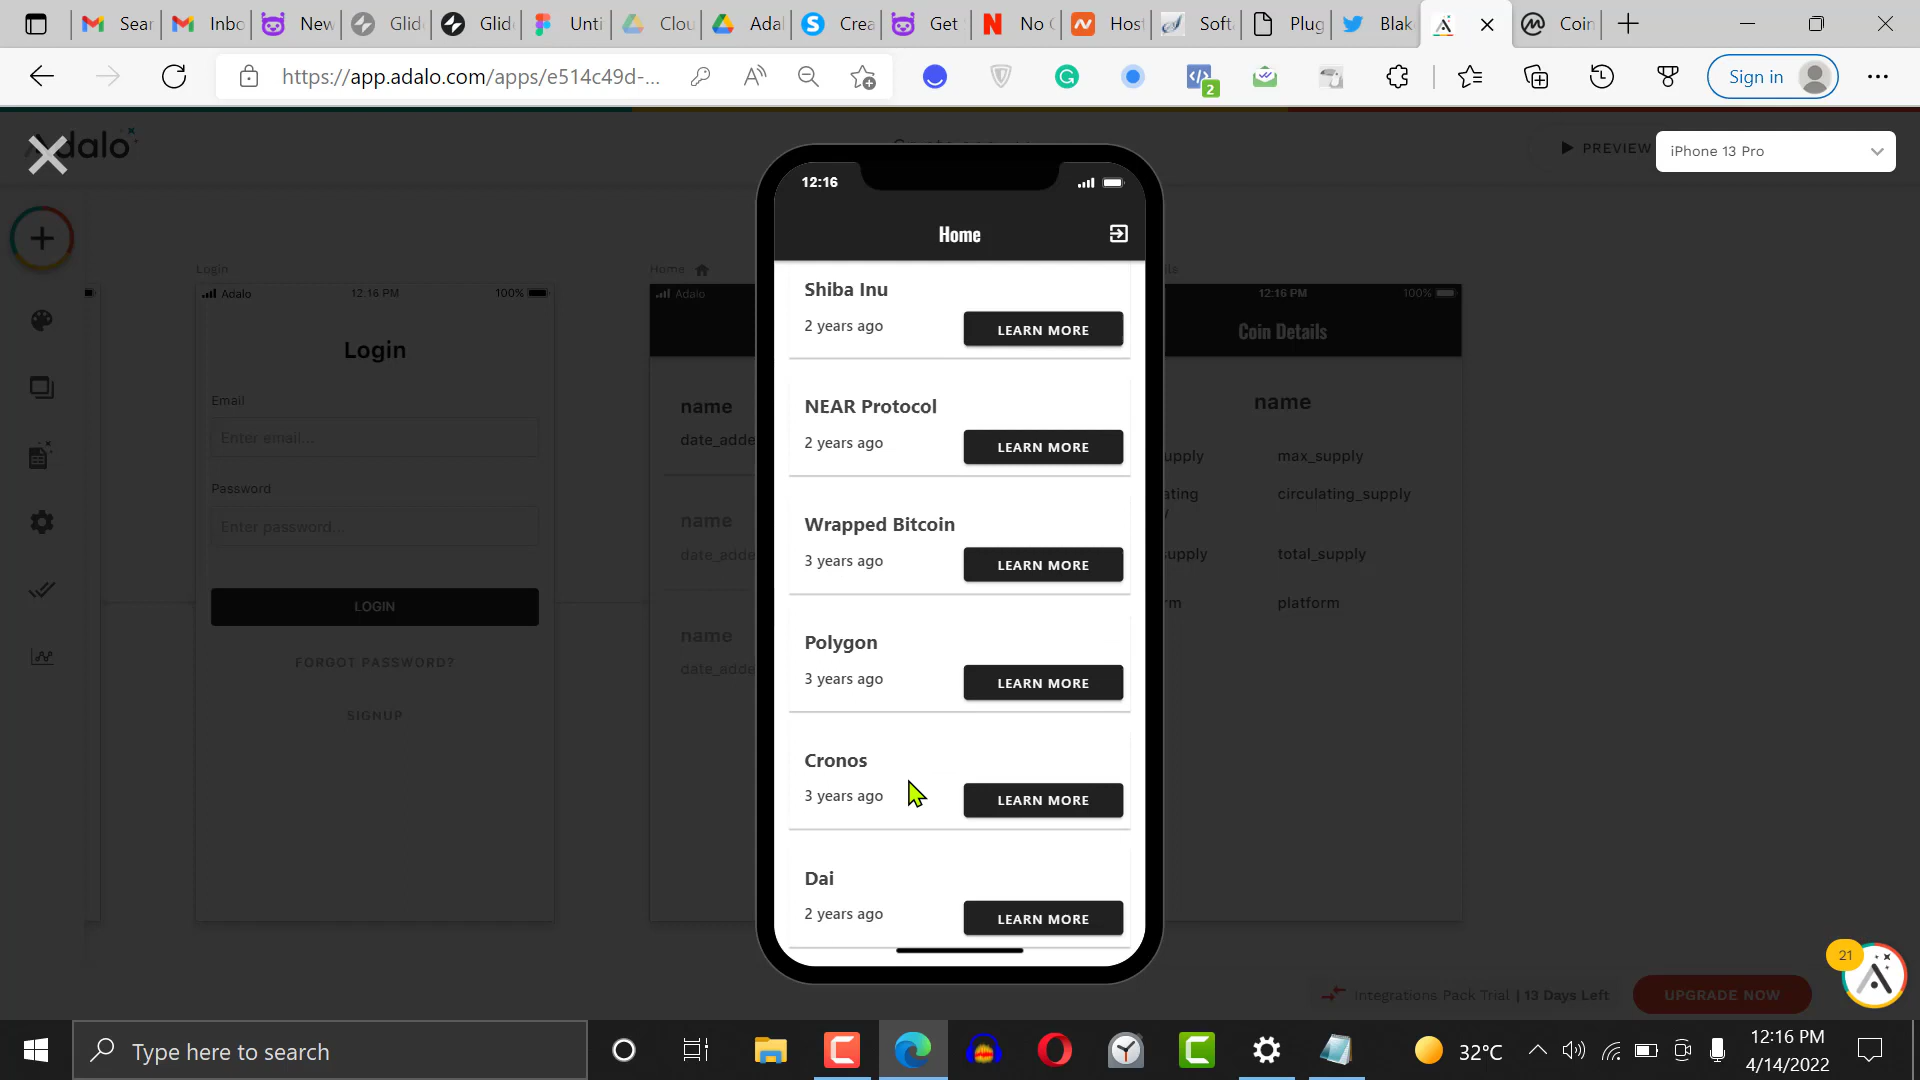 Sear
Inbo
New
Glid
Glid
Unti
Clou
Adal
Crea
Get
No
Host
Soft
Plug
Blak
Coin
https://app.adalo.com/apps/e514c49d-...
2
Sign in
dalo
PREVIEW
iPhone 13 Pro
12:16
Home
Login
Home
Adalo
12:16 PM
100%
Adalo
12:16 PM
100%
Login
Coin Details
Email
Enter email...
Password
Enter password...
LOGIN
FORGOT PASSWORD?
SIGNUP
name
date_adde
name
date_adde
name
date_adde
Shiba Inu
2 years ago
LEARN MORE
NEAR Protocol
2 years ago
LEARN MORE
Wrapped Bitcoin
3 years ago
LEARN MORE
Polygon
3 years ago
LEARN MORE
Cronos
3 years ago
LEARN MORE
Dai
2 years ago
LEARN MORE
name
upply
max_supply
ating
circulating_supply
upply
total_supply
platform
21
Integrations Pack Trial | 13 Days Left
UPGRADE NOW
Type here to search
32°C
12:16 PM
4/14/2022